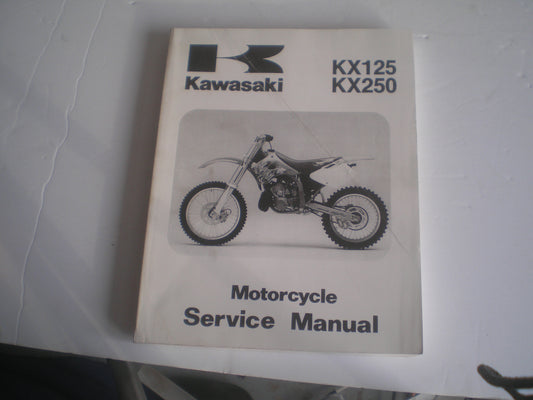 Kawasaki
KX125
KX250
Motorcycle
Service Manual